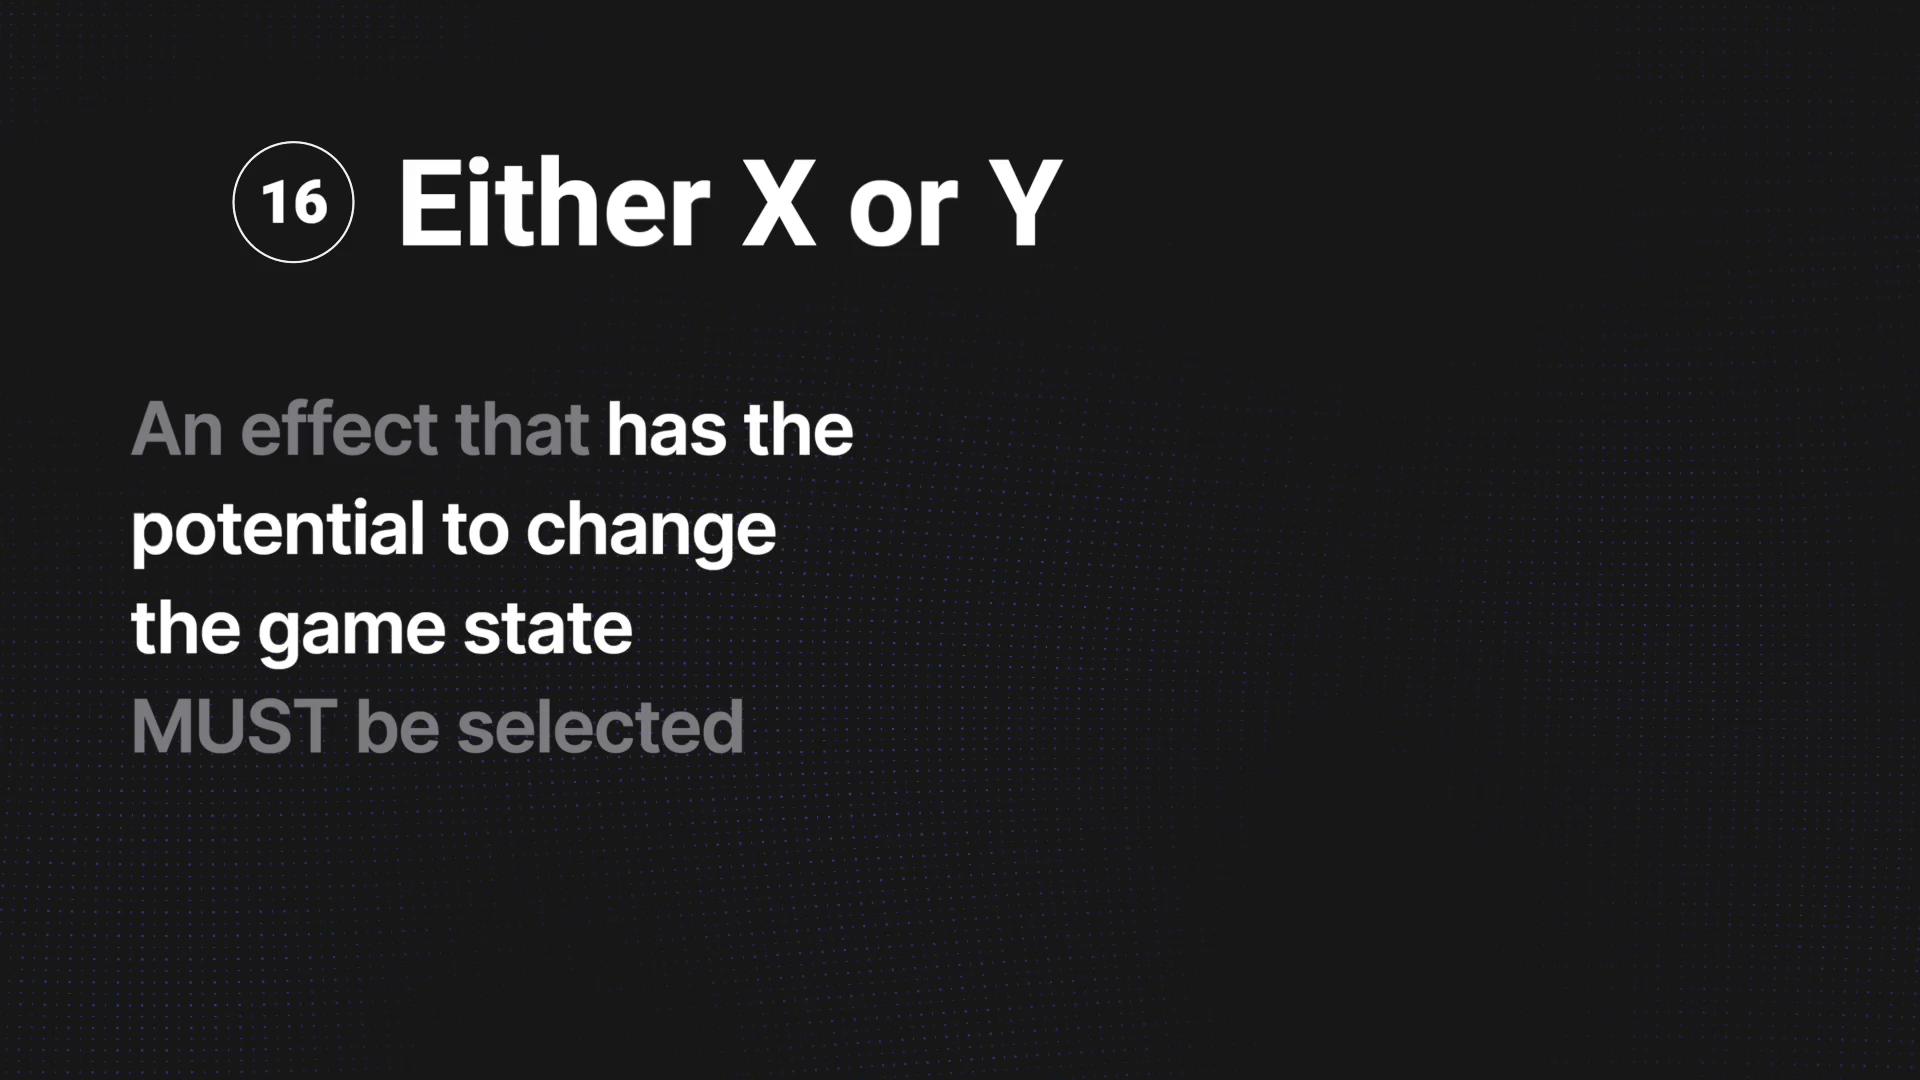 16 Either X or Y
An effect that has the
potential to change
the game state
MUST be selected